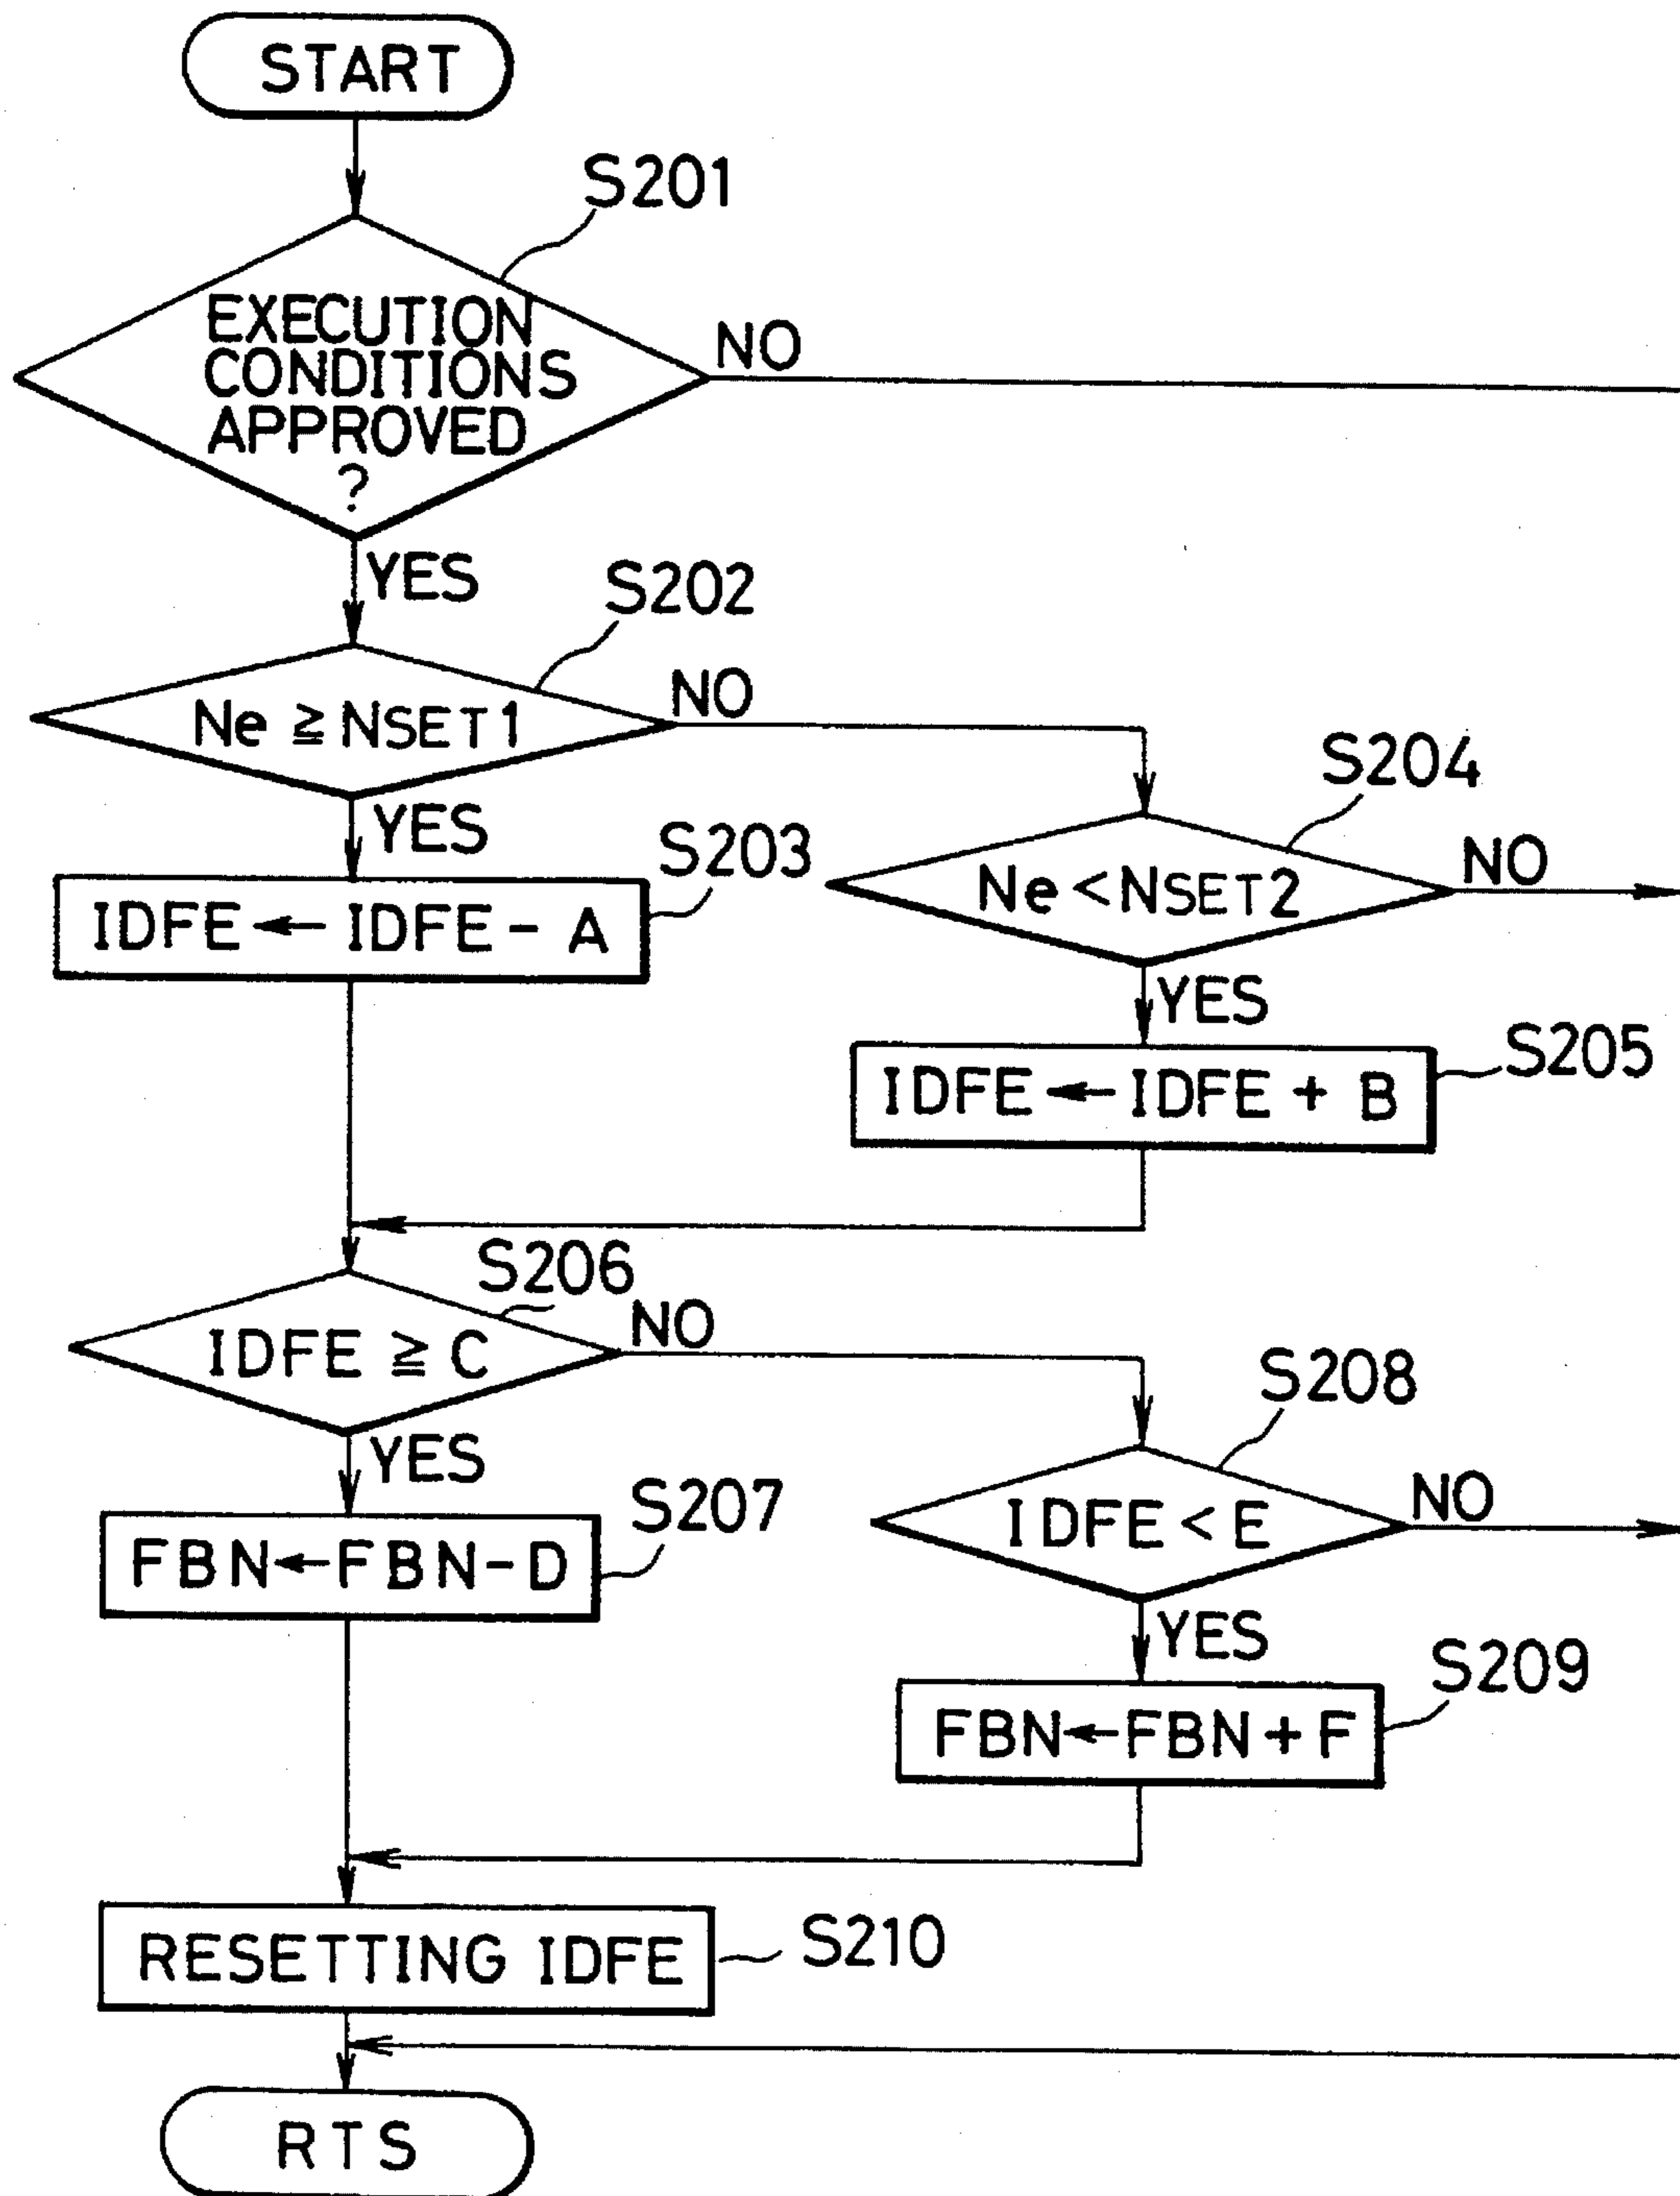 START
S201
EXECUTION
CONDITIONS
APPROVED
?
NO
YES
S202
Ne ≧ NSET1
NO
YES
S203
IDFE ← IDFE - A
S204
Ne < NSET2
NO
YES
S205
IDFE ← IDFE + B
S206
IDFE ≧ C
NO
YES
S207
FBN ← FBN - D
S208
IDFE < E
NO
YES
S209
FBN ← FBN + F
RESETTING IDFE
S210
RTS